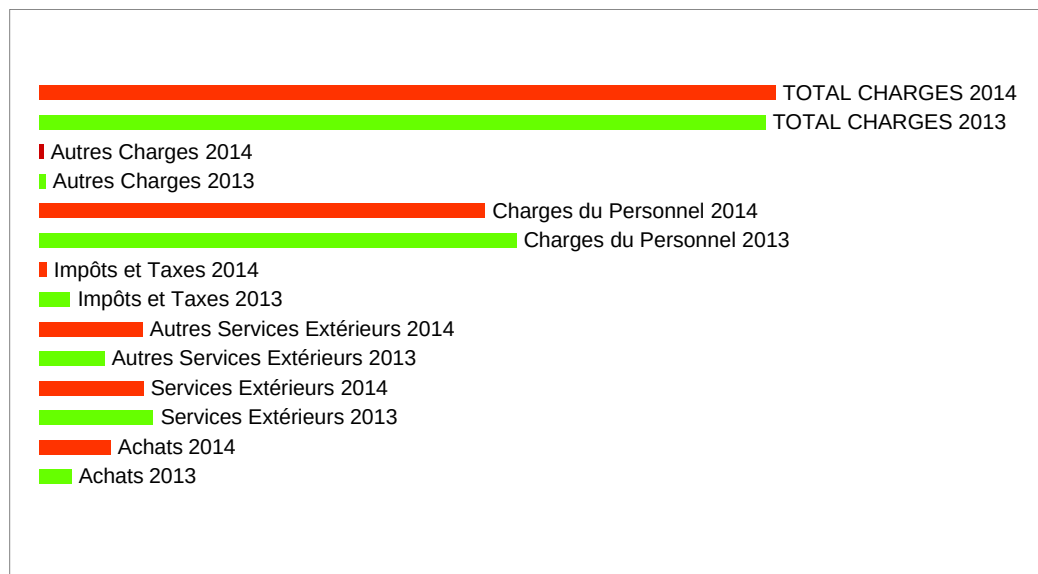 TOTAL CHARGES 2014
TOTAL CHARGES 2013
Autres Charges 2014
Autres Charges 2013
Charges du Personnel 2014
Charges du Personnel 2013
Impôts et Taxes 2014
Impôts et Taxes 2013
Autres Services Extérieurs 2014
Autres Services Extérieurs 2013
Services Extérieurs 2014
Services Extérieurs 2013
Achats 2014
Achats 2013